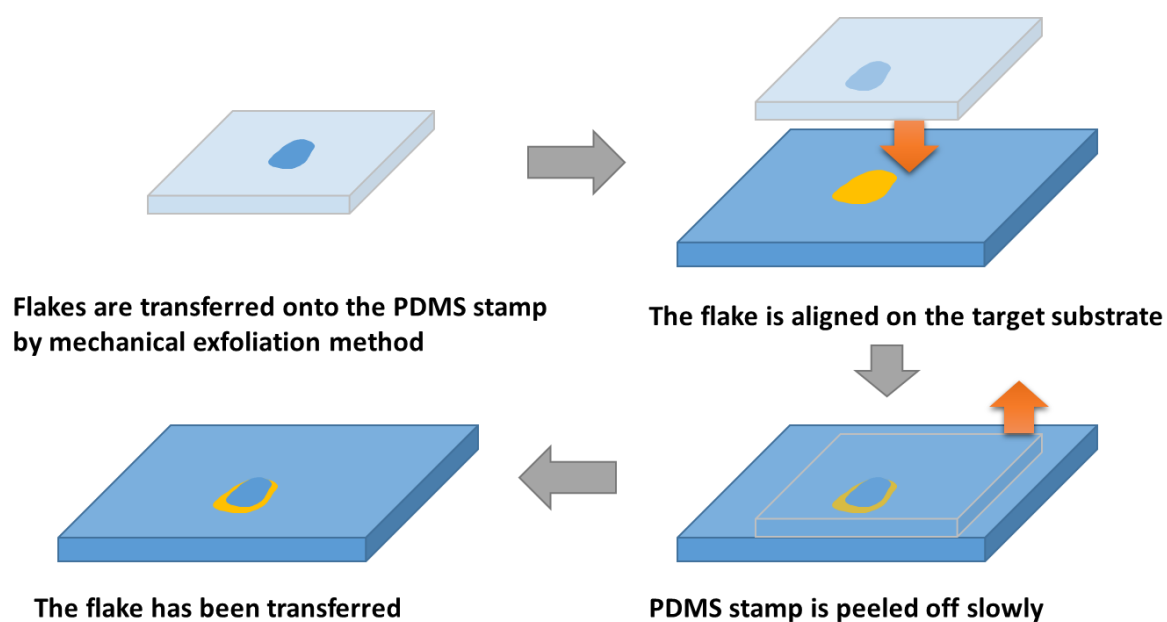 Flakes are transferred onto the PDMS stamp
by mechanical exfoliation method
The flake is aligned on the target substrate
PDMS stamp is peeled off slowly
The flake has been transferred